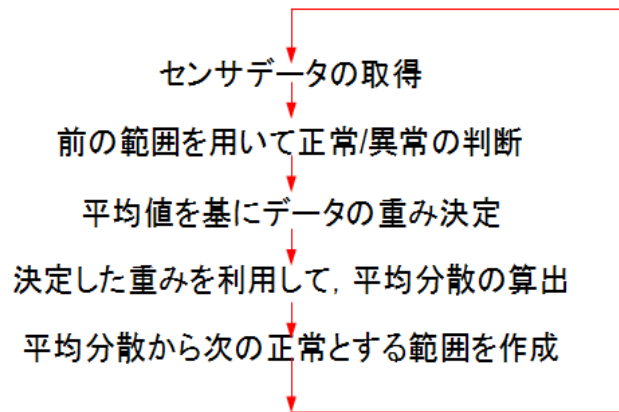 センサデータの取得
前の範囲を用いて正常/異常の判断
平均値を基にデータの重み決定
決定した重みを利用して，平均分散の算出
平均分散から次の正常とする範囲を作成